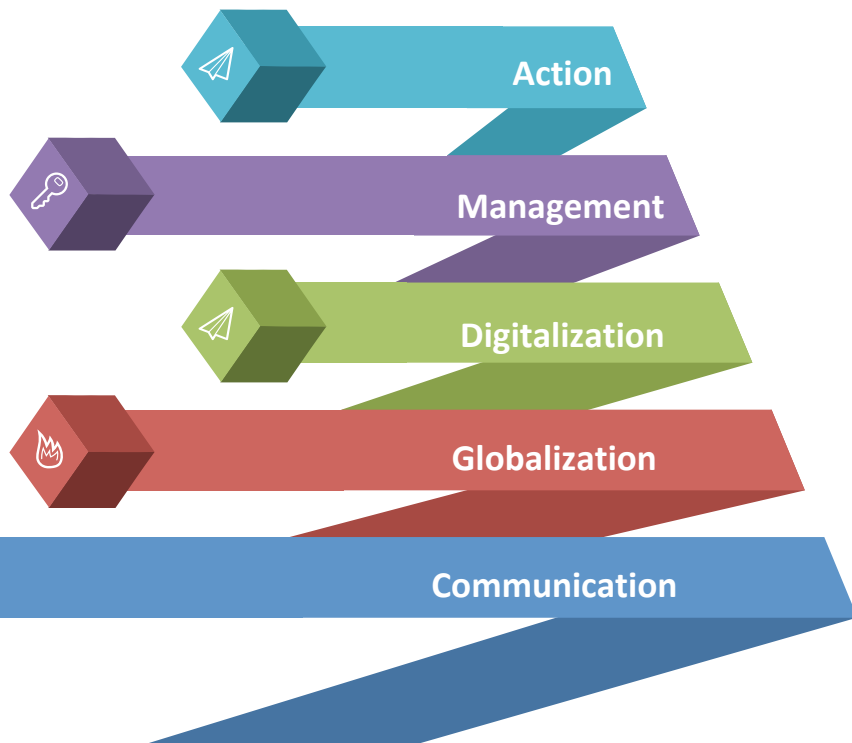 Action
Management
Digitalization
Globalization
Communication